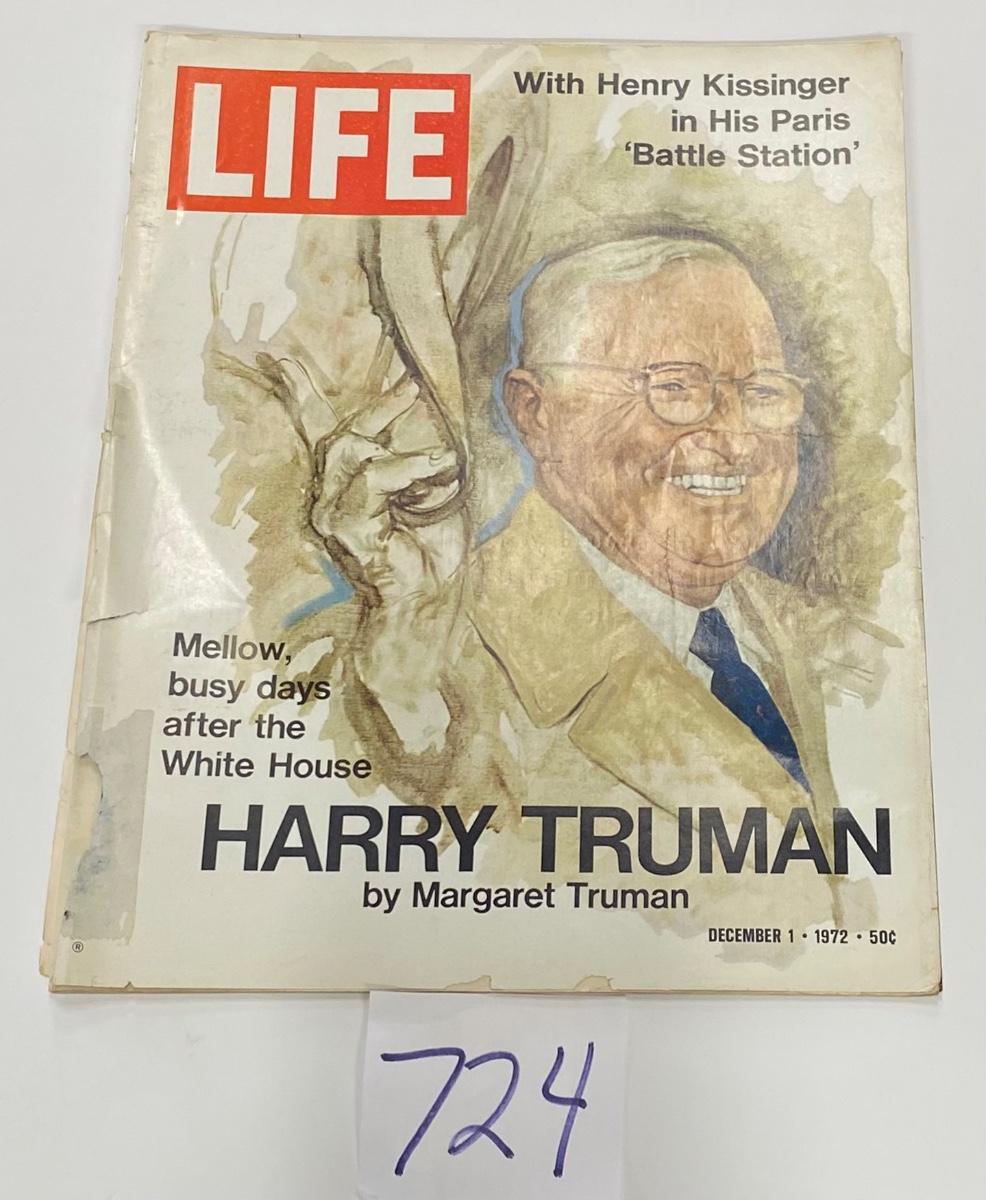 LIFE
With Henry Kissinger
in His Paris
‘Battle Station’
Mellow,
busy days
after the
White House
HARRY TRUMAN
by Margaret Truman
DECEMBER 1 • 1972 • 50¢
®
724